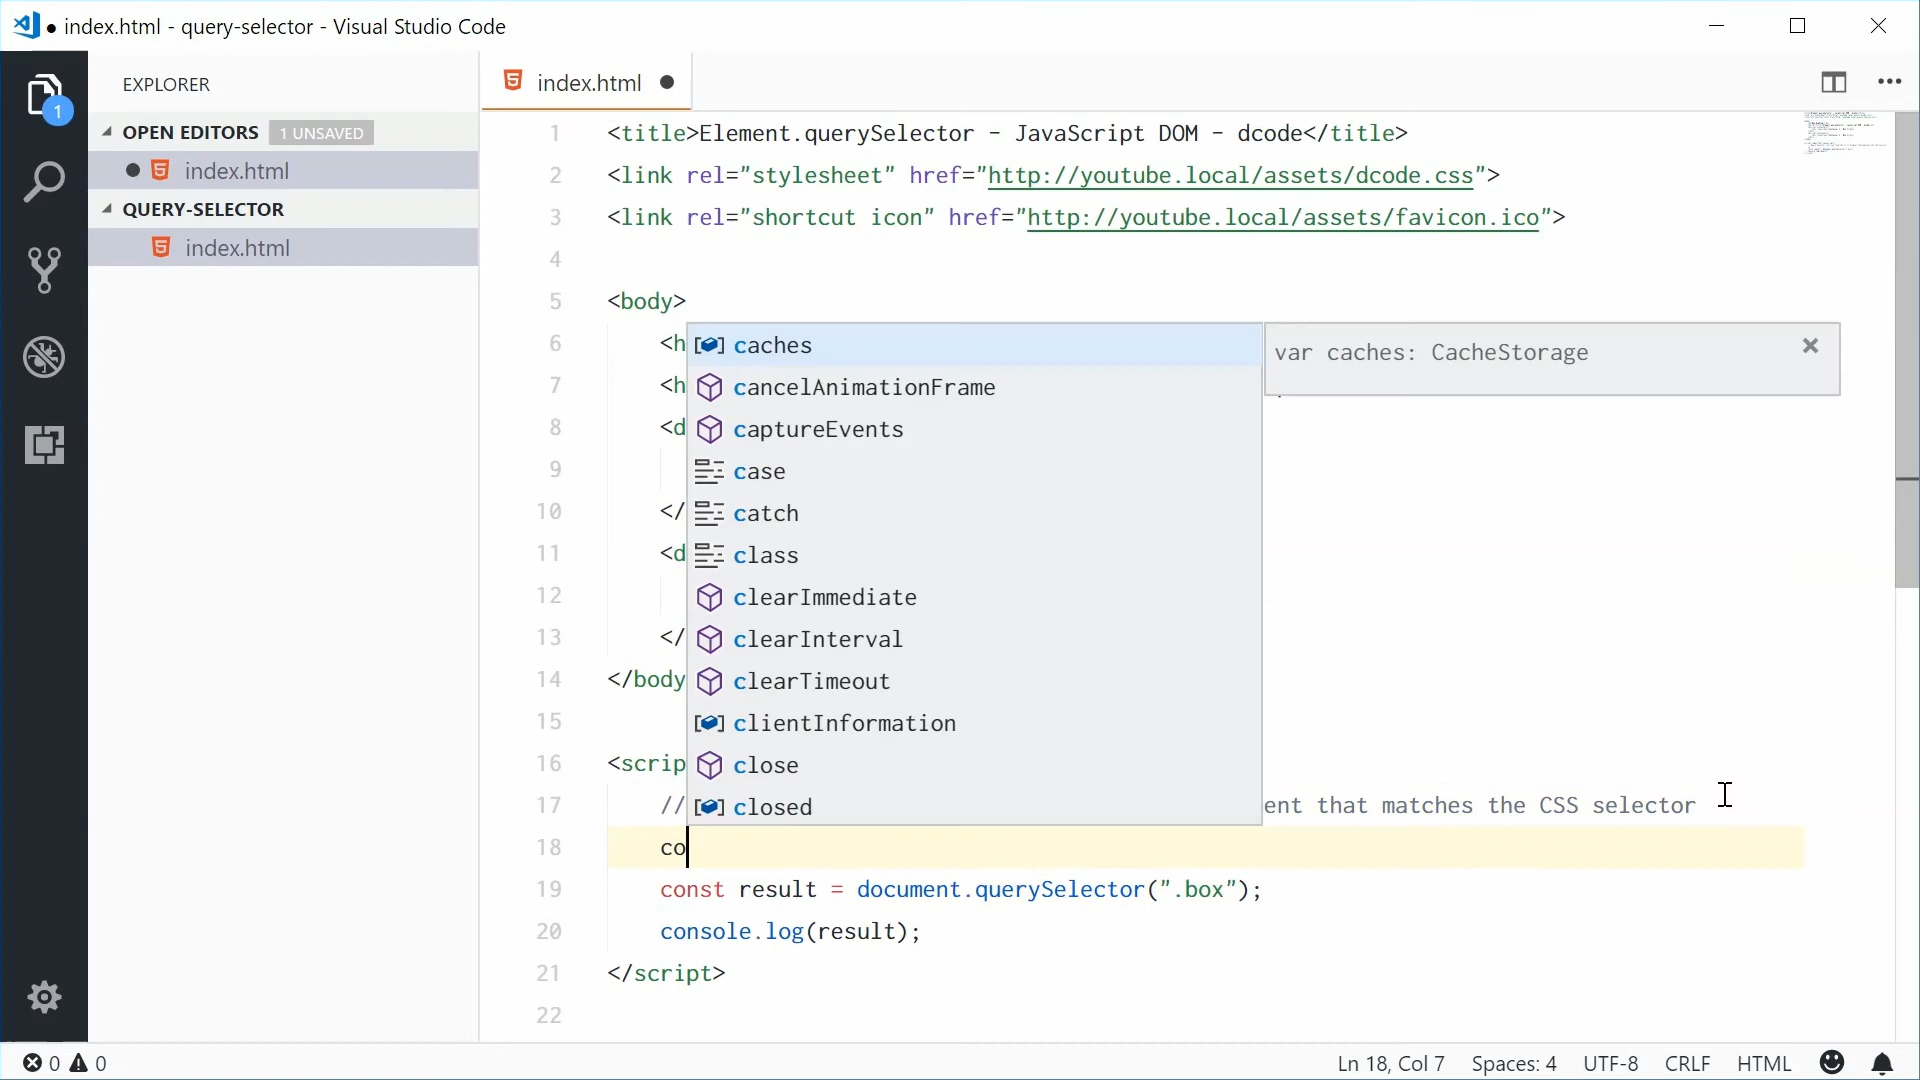 index.html - query-selector - Visual Studio Code
EXPLORER
1
OPEN EDITORS 1 UNSAVED
index.html
QUERY-SELECTOR
index.html
index.html
1 <title>Element.querySelector - JavaScript DOM - dcode</title>
2 <link rel="stylesheet" href="http://youtube.local/assets/dcode.css">
3 <link rel="shortcut icon" href="http://youtube.local/assets/favicon.ico">
4
5 <body>
6 <h
7 <h
8 <d
9
10 </
11 <d
12
13 </
14 </body
15
16 <scrip
17 // ent that matches the CSS selector
18 co
19 const result = document.querySelector(".box");
20 console.log(result);
21 </script>
22
caches
cancelAnimationFrame
captureEvents
case
catch
class
clearImmediate
clearInterval
clearTimeout
clientInformation
close
closed
var caches: CacheStorage
0 0
Ln 18, Col 7 Spaces: 4 UTF-8 CRLF HTML